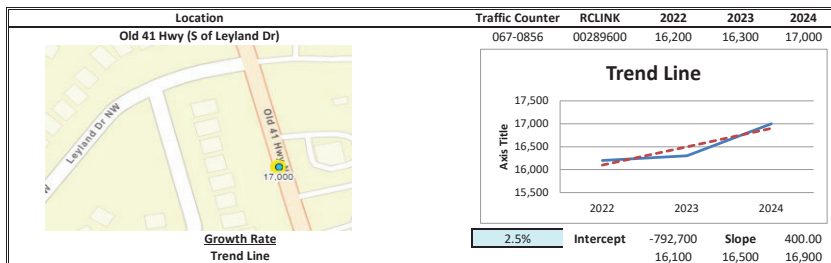 Location Traffic Counter RCLINK 2022 2023 2024
Old 41 Hwy (S of Leyland Dr) 067-0856 00289600 16,200 16,300 17,000
Leyland Dr NW
Old 41 Hwy
17,000
W
Trend Line
Axis Title
17,500
17,000
16,500
16,000
15,500
2022 2023 2024
Growth Rate 2.5% Intercept -792,700 Slope 400.00
Trend Line 16,100 16,500 16,900